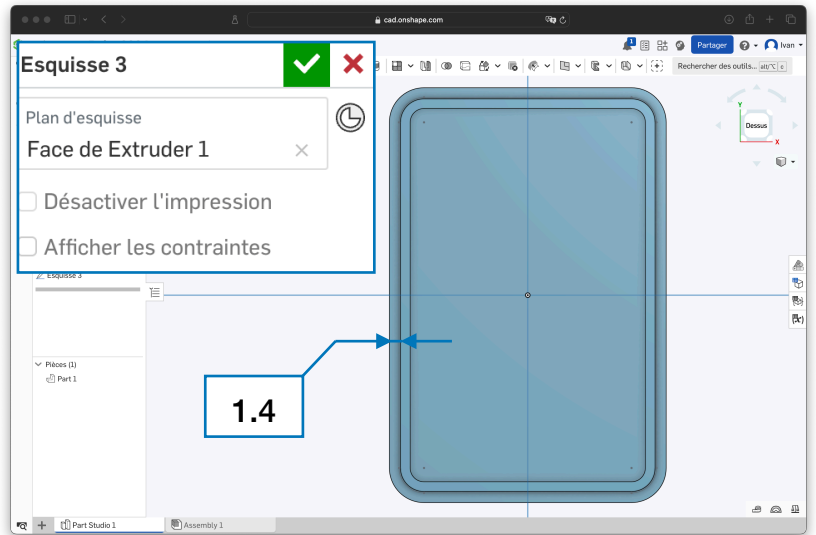 cad.onshape.com
Partager
Ivan
Esquisse 3
Rechercher des outils...
alt/⌥ c
Plan d'esquisse
Face de Extruder 1
Désactiver l'impression
Afficher les contraintes
Y
Dessus
X
Esquisse 3
Pièces (1)
Part 1
1.4
(x)
Part Studio 1
Assembly 1